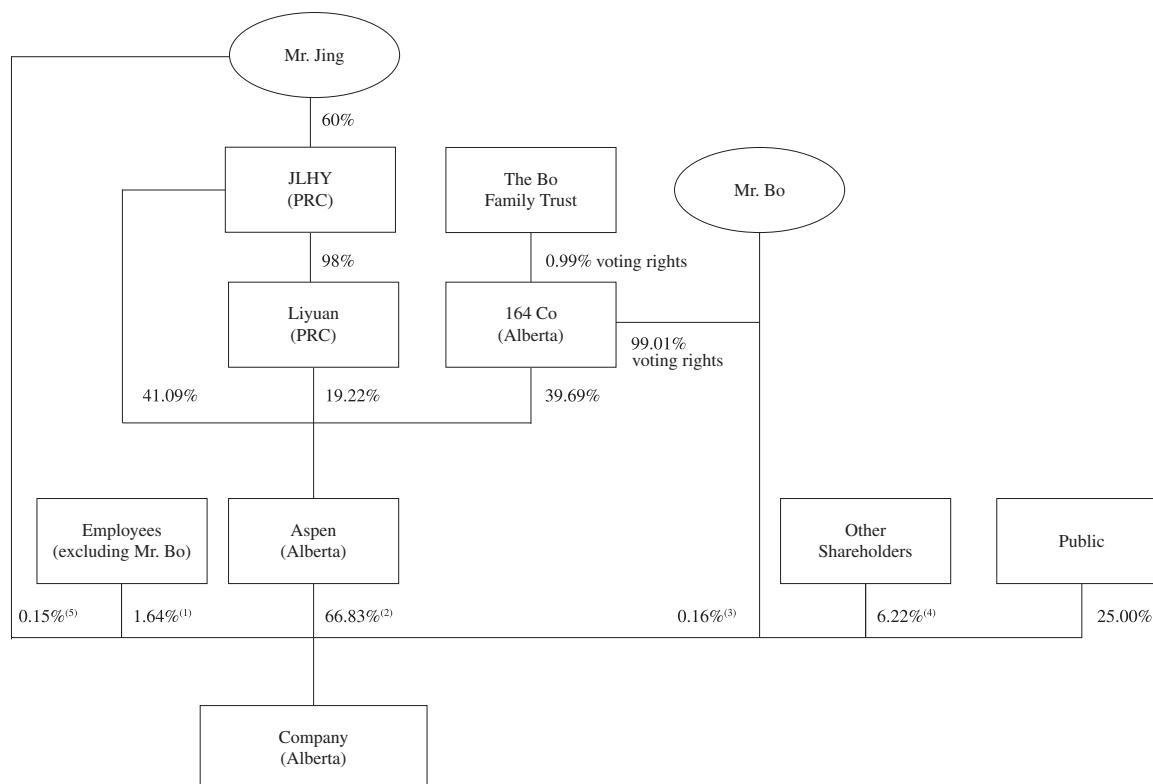 Mr. Jing
60%
JLHY
(PRC)
The Bo
Family Trust
Mr. Bo
98%
0.99% voting rights
Liyuan
(PRC)
164 Co
(Alberta)
99.01%
voting rights
41.09%
19.22%
39.69%
Employees
(excluding Mr. Bo)
Aspen
(Alberta)
Other
Shareholders
Public
0.15%(5)
1.64%(1)
66.83%(2)
0.16%(3)
6.22%(4)
25.00%
Company
(Alberta)